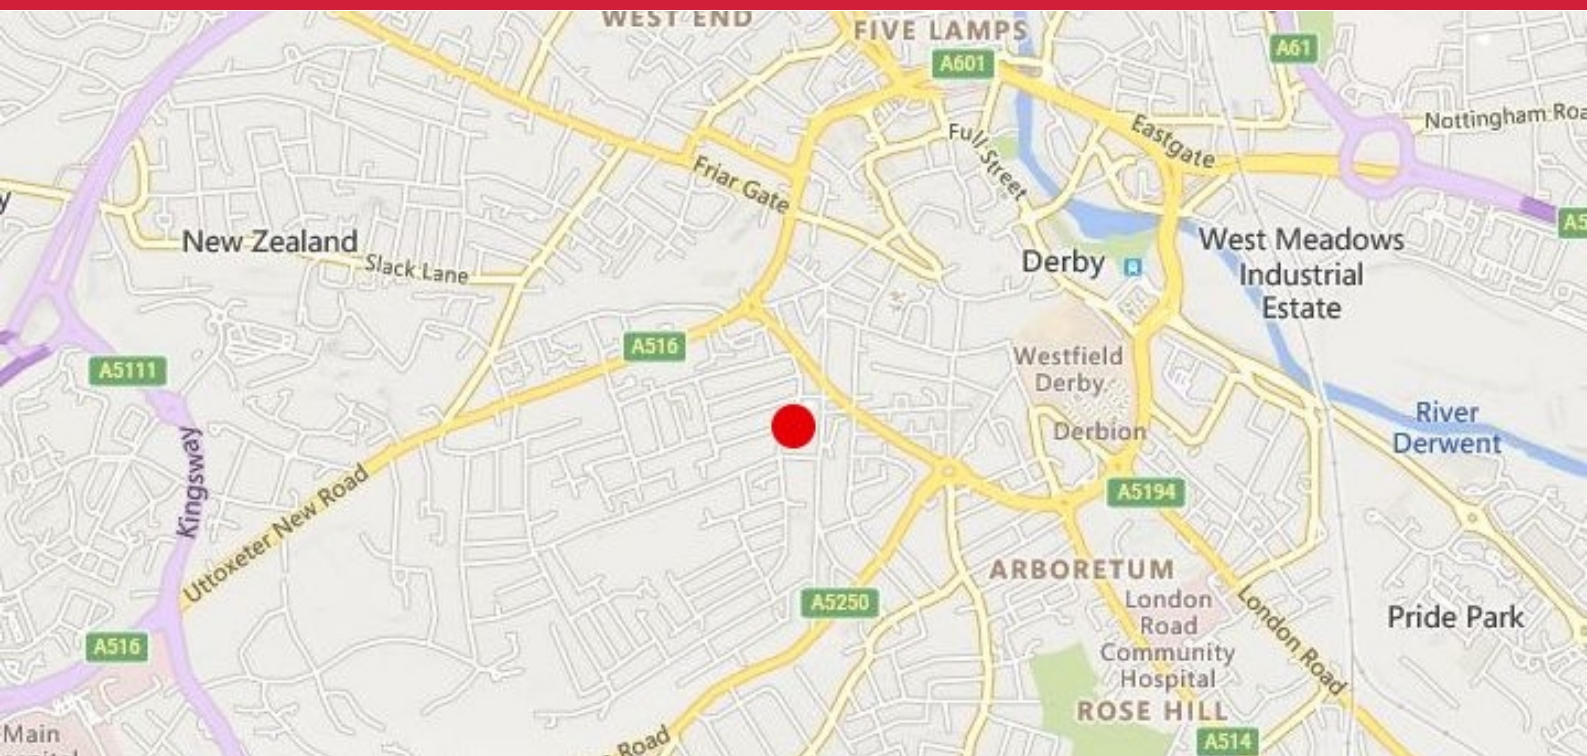 WEST END
FIVE LAMPS
A601
A61
Nottingham
Eastgate
Full Street
Friar Gate
New Zealand
Slack Lane
Derby
West Meadows
Industrial
Estate
A516
A5111
Westfield
Derby
Derbion
River
Derwent
Kingsway
Uttoxeter New Road
A5194
ARBORETUM
A5250
London
Road
Community
Hospital
London Road
Pride Park
A516
ROSE HILL
Main
Road
A514